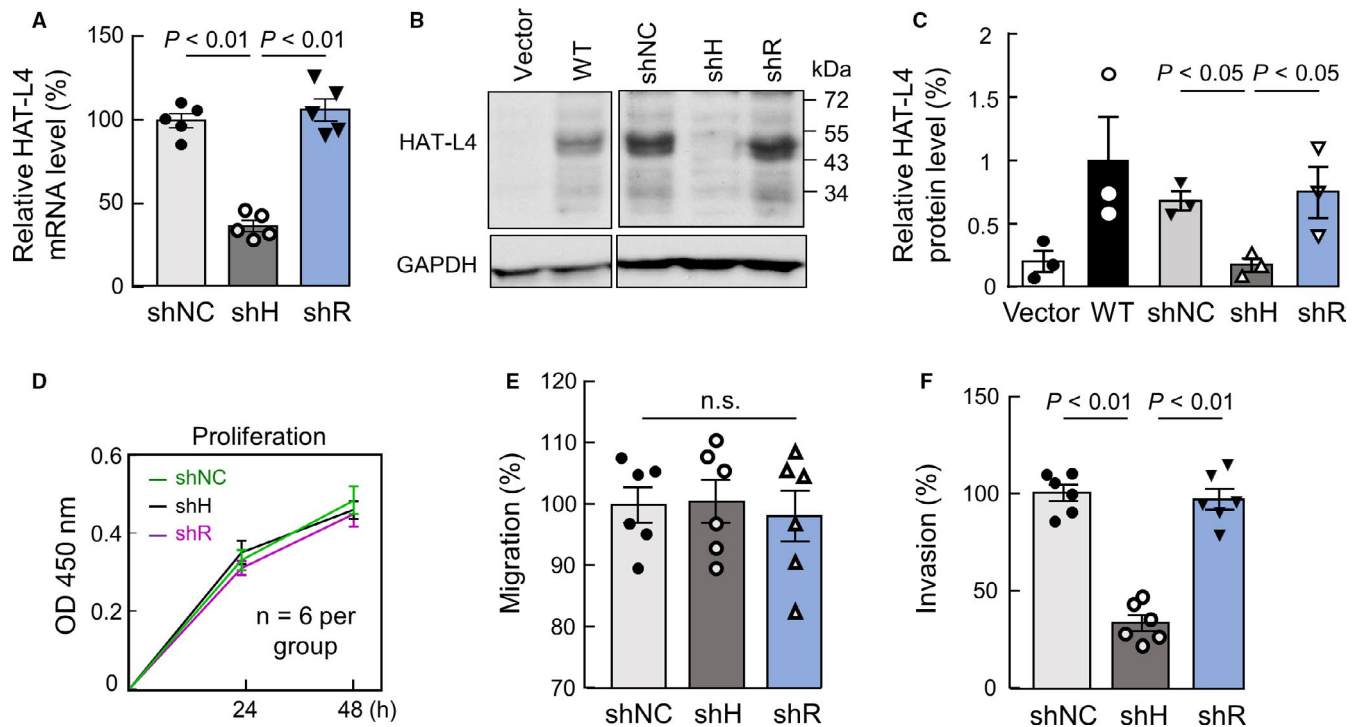 A
Relative HAT-L4
mRNA level (%)
150
100
50
0
P < 0.01
P < 0.01
shNC
shH
shR
B
Vector
WT
shNC
shH
shR
kDa
HAT-L4
72
55
43
34
GAPDH
C
Relative HAT-L4
protein level (%)
2
1.5
1
0.5
0
P < 0.05
P < 0.05
Vector
WT
shNC
shH
shR
D
Proliferation
OD 450 nm
0.6
0.4
0.2
0
shNC
shH
shR
n = 6 per
group
24
48 (h)
E
Migration (%)
120
110
100
90
80
70
n.s.
shNC
shH
shR
F
Invasion (%)
150
100
50
0
P < 0.01
P < 0.01
shNC
shH
shR